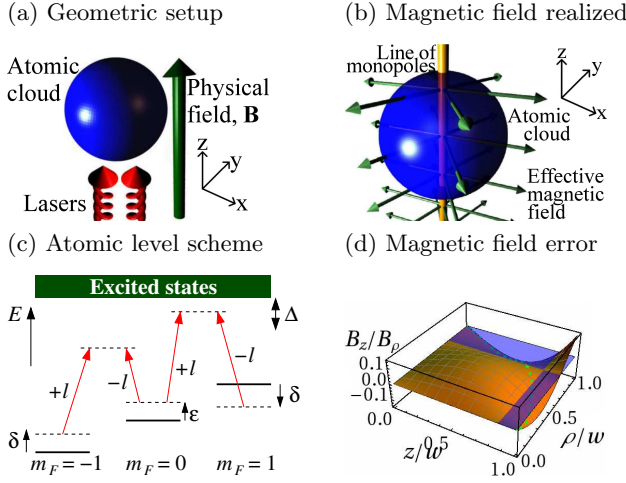 (a) Geometric setup
Atomic
cloud
Physical
field, B
z
y
x
Lasers
(b) Magnetic field realized
Line of
monopoles
z
y
x
Atomic
cloud
Effective
magnetic
field
(c) Atomic level scheme
Excited states
E
Δ
+l
-l
+l
-l
δ
ε
δ
m_F = -1
m_F = 0
m_F = 1
(d) Magnetic field error
B_z/B_ρ
0.1
0.0
-0.1
0.0
0.5
1.0
z/w
0.0
0.5
1.0
ρ/w